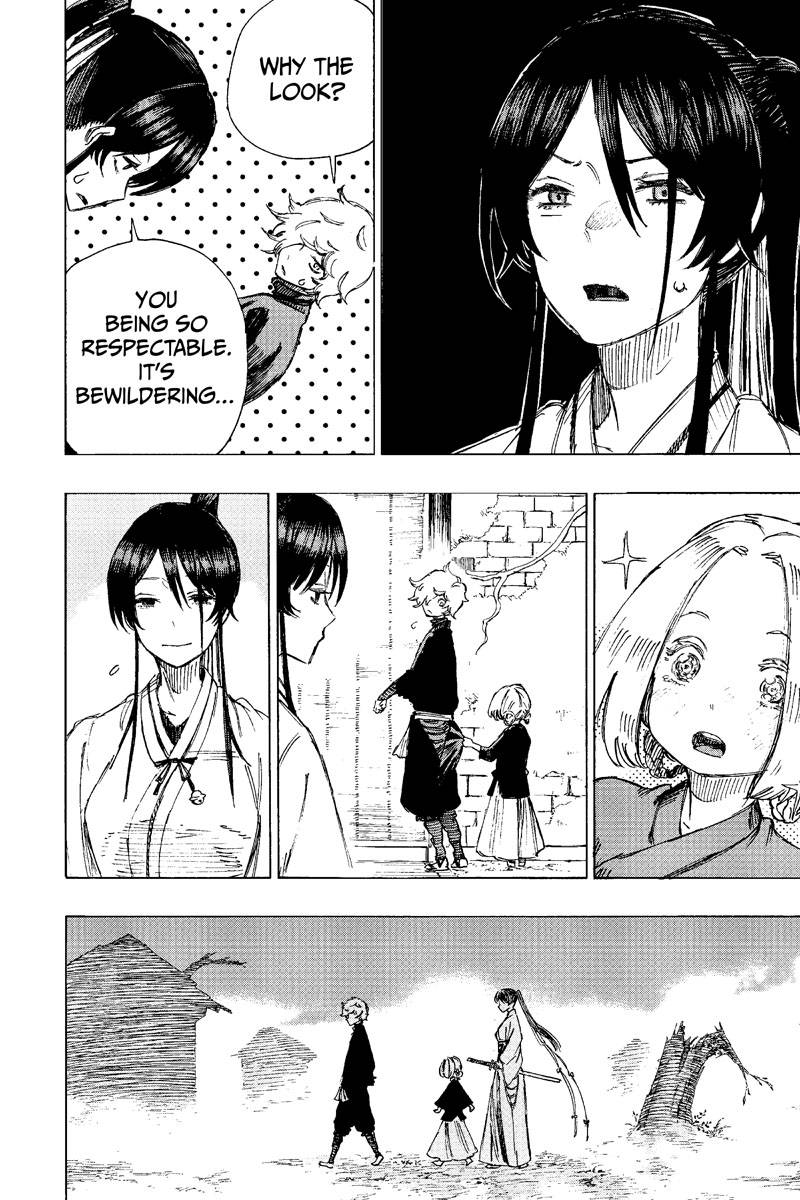 WHY THE
LOOK?
YOU
BEING SO
RESPECTABLE.
IT'S
BEWILDERING...